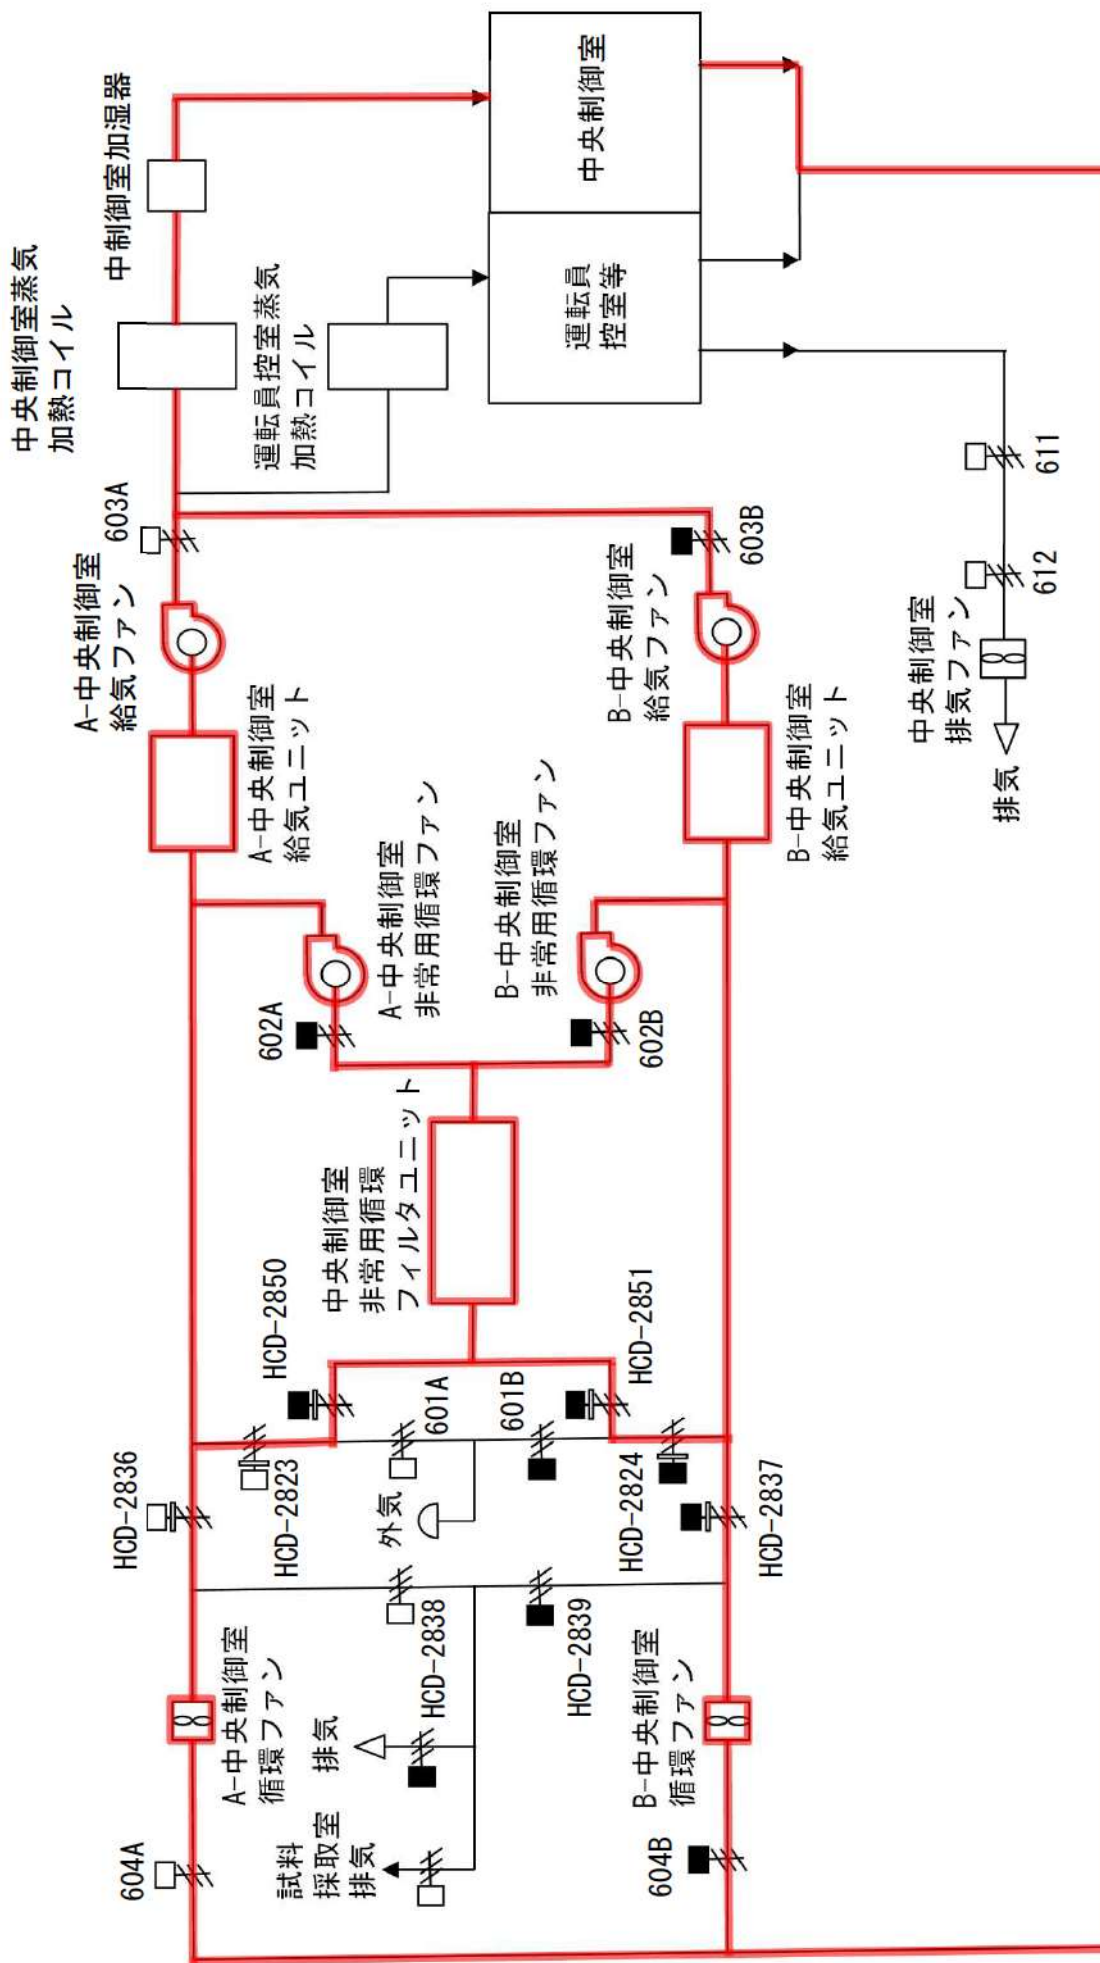 中央制御室蒸気
加熱コイル
中制御室加湿器
運転員控室蒸気
加熱コイル
中央制御室
運転員
控室等
603A
A-中央制御室
給気ファン
A-中央制御室
給気ユニット
B-中央制御室
給気ファン
603B
B-中央制御室
給気ユニット
611
612
中央制御室
排気ファン
排気
A-中央制御室
非常用循環ファン
B-中央制御室
非常用循環ファン
602A
602B
中央制御室
非常用循環
フィルタユニット
HCD-2850
HCD-2851
601A
601B
HCD-2836
HCD-2823
外気
HCD-2824
HCD-2837
HCD-2838
HCD-2839
A-中央制御室
循環ファン
排気
B-中央制御室
循環ファン
604A
試料
採取室
排気
604B